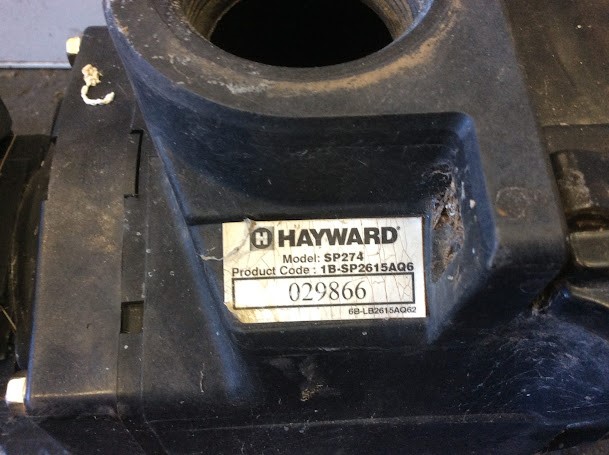 HAYWARD
Model: SP274
Product Code : 1B-SP2615AQ6
029866
6B-LB2615AQ62